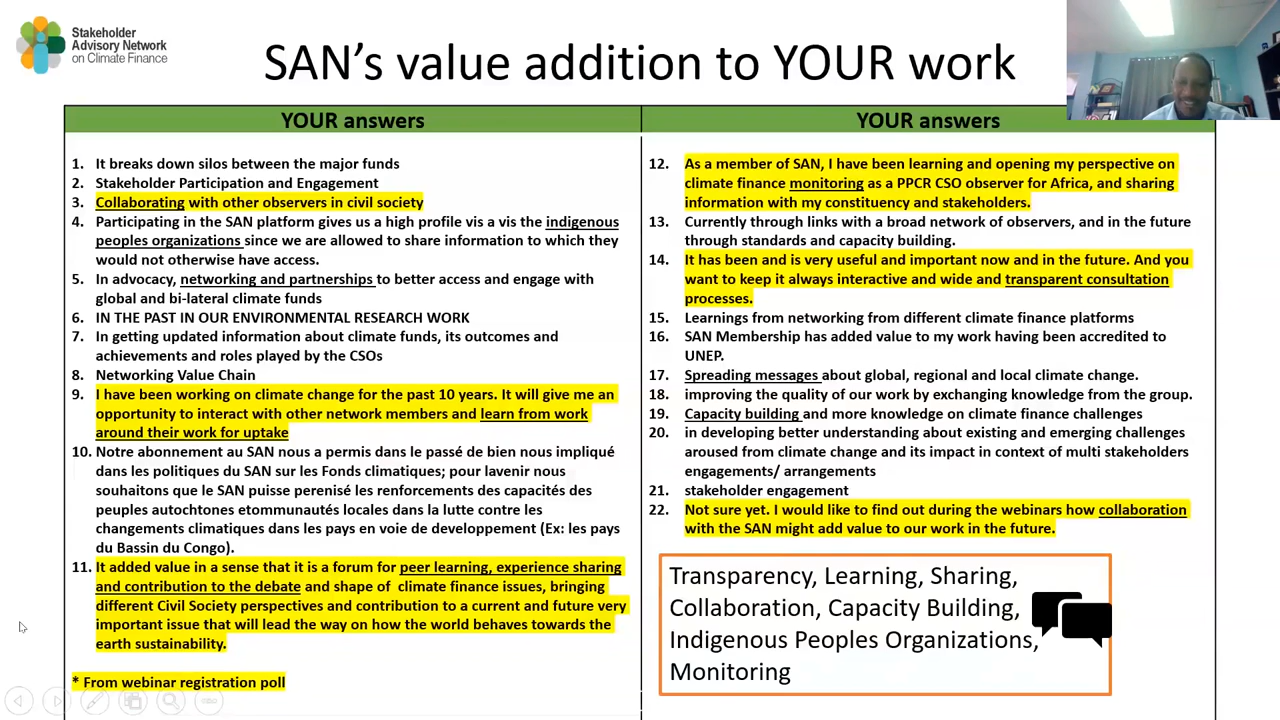 Stakeholder
Advisory Network
on Climate Finance
SAN's value addition to YOUR work
YOUR answers
1. It breaks down silos between the major funds
2. Stakeholder Participation and Engagement
3. Collaborating with other observers in civil society
4. Participating in the SAN platform gives us a high profile vis a vis the indigenous
peoples organizations since we are allowed to share information to which they
would not otherwise have access.
5. In advocacy, networking and partnerships to better access and engage with
global and bi-lateral climate funds
6. IN THE PAST IN OUR ENVIRONMENTAL RESEARCH WORK
7. In getting updated information about climate funds, its outcomes and
achievements and roles played by the CSOs
8. Networking Value Chain
9. I have been working on climate change for the past 10 years. It will give me an
opportunity to interact with other network members and learn from work
around their work for uptake
10. Notre abonnement au SAN nous a permis dans le passé de bien nous impliqué
dans les politiques du SAN sur les Fonds climatiques; pour lavenir nous
souhaitons que le SAN puisse perenisé les renforcements des capacités des
peuples autochtones etommunautés locales dans la lutte contre les
changements climatiques dans les pays en voie de developpement (Ex: les pays
du Bassin du Congo).
11. It added value in a sense that it is a forum for peer learning, experience sharing
and contribution to the debate and shape of climate finance issues, bringing
different Civil Society perspectives and contribution to a current and future very
important issue that will lead the way on how the world behaves towards the
earth sustainability.
* From webinar registration poll
YOUR answers
12. As a member of SAN, I have been learning and opening my perspective on
climate finance monitoring as a PPCR CSO observer for Africa, and sharing
information with my constituency and stakeholders.
13. Currently through links with a broad network of observers, and in the future
through standards and capacity building.
14. It has been and is very useful and important now and in the future. And you
want to keep it always interactive and wide and transparent consultation
processes.
15. Learnings from networking from different climate finance platforms
16. SAN Membership has added value to my work having been accredited to
UNEP.
17. Spreading messages about global, regional and local climate change.
18. improving the quality of our work by exchanging knowledge from the group.
19. Capacity building and more knowledge on climate finance challenges
20. in developing better understanding about existing and emerging challenges
aroused from climate change and its impact in context of multi stakeholders
engagements/ arrangements
21. stakeholder engagement
22. Not sure yet. I would like to find out during the webinars how collaboration
with the SAN might add value to our work in the future.
Transparency, Learning, Sharing,
Collaboration, Capacity Building,
Indigenous Peoples Organizations,
Monitoring